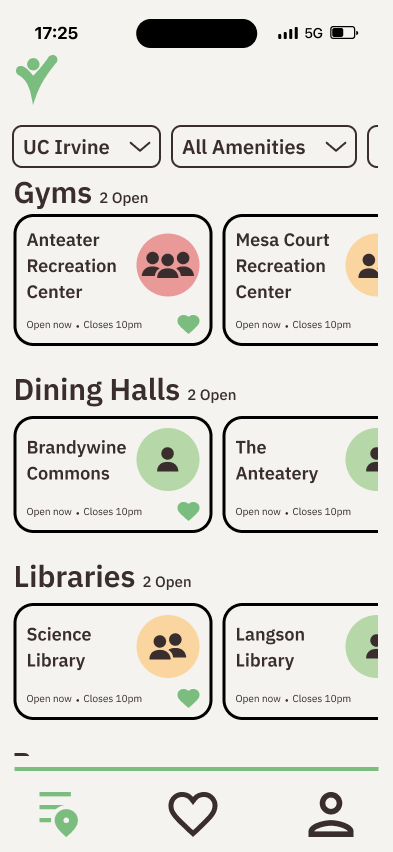 17:25 5G
UC Irvine All Amenities
Gyms 2 Open
Anteater
Recreation
Center
Open now • Closes 10pm
Mesa Court
Recreation
Center
Open now • Closes 10pm
Dining Halls 2 Open
Brandywine
Commons
Open now • Closes 10pm
The
Anteatery
Open now • Closes 10pm
Libraries 2 Open
Science
Library
Open now • Closes 10pm
Langson
Library
Open now • Closes 10pm